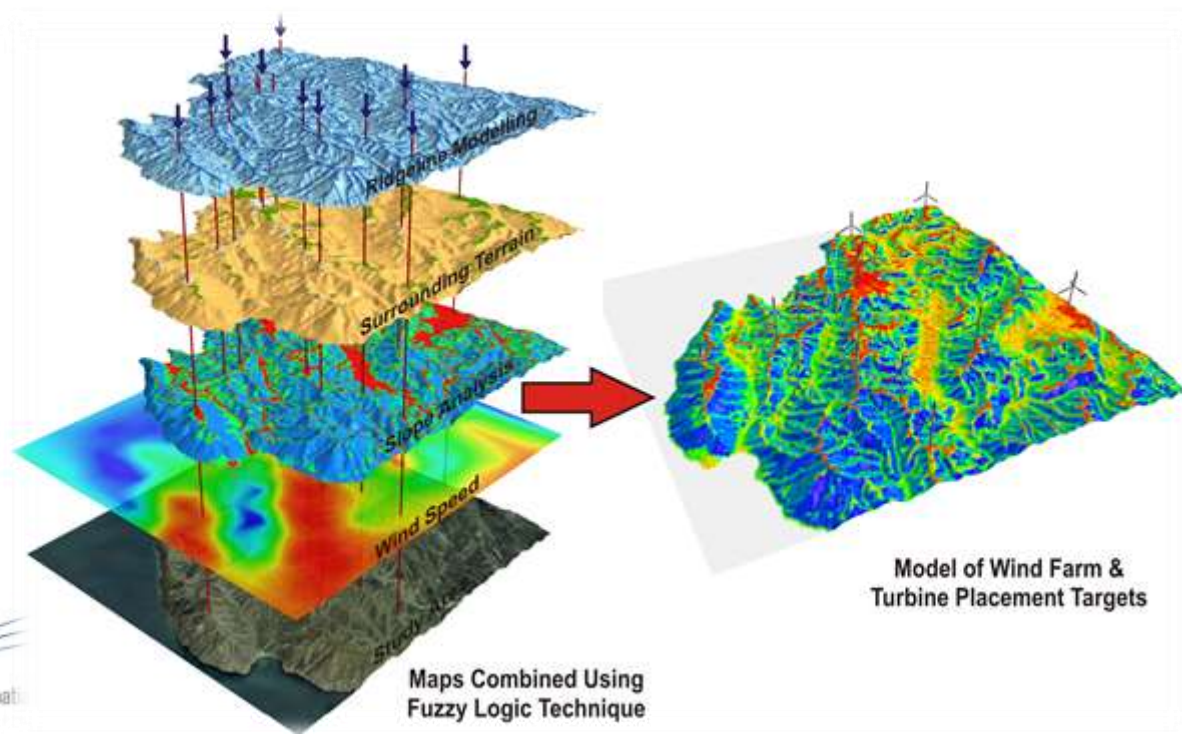 Ridgeline Modelling
Surrounding Terrain
Slope Analysis
Wind Speed
Study Area
Maps Combined Using
Fuzzy Logic Technique
Model of Wind Farm &
Turbine Placement Targets